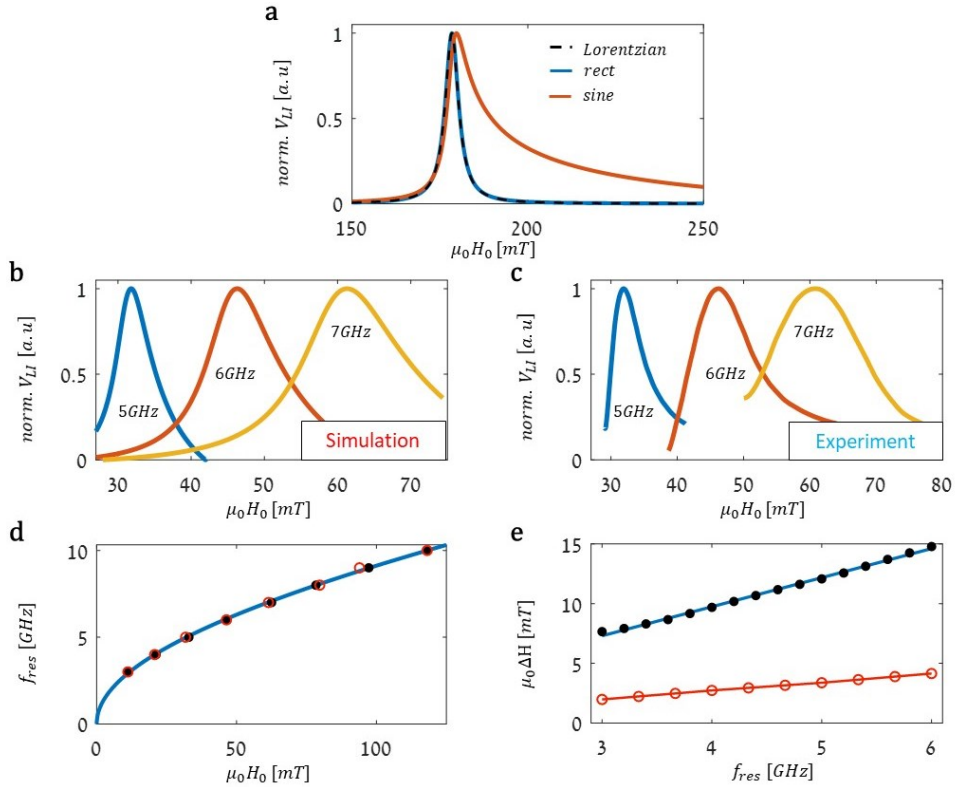 a
norm. V_LI [a.u]
1
0.5
0
Lorentzian
rect
sine
150
200
250
μ₀H₀ [mT]
b
norm. V_LI [a.u]
1
0.5
0
5GHz
6GHz
7GHz
Simulation
30
40
50
60
70
μ₀H₀ [mT]
c
norm. V_LI [a.u]
1
0.5
0
5GHz
6GHz
7GHz
Experiment
30
40
50
60
70
80
μ₀H₀ [mT]
d
f_res [GHz]
10
5
0
0
50
100
μ₀H₀ [mT]
e
μ₀ΔH [mT]
15
10
5
0
3
4
5
6
f_res [GHz]